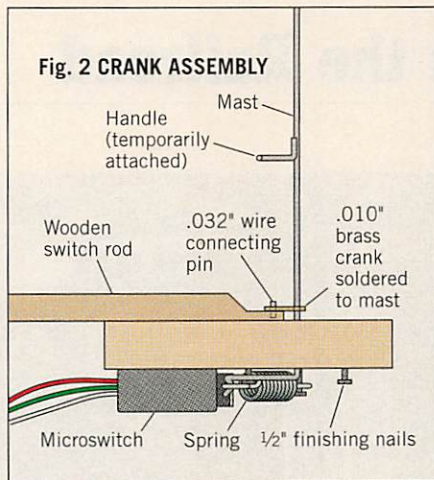 Fig. 2 CRANK ASSEMBLY
Mast
Handle
(temporarily
attached)
Wooden
switch rod
.032" wire
connecting
pin
.010"
brass
crank
soldered
to mast
Microswitch
Spring
½" finishing nails